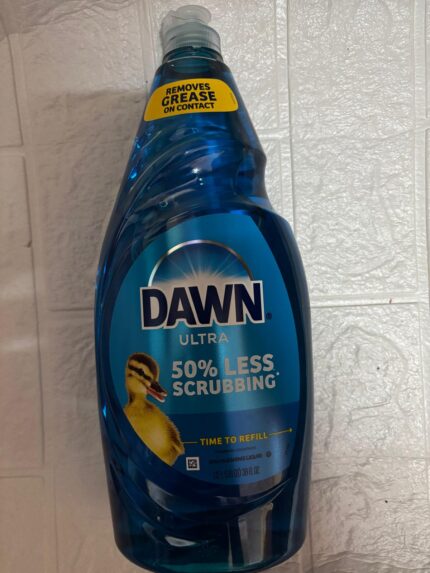 REMOVES
GREASE
ON CONTACT
DAWN®
ULTRA
50% LESS
SCRUBBING*
TIME TO REFILL